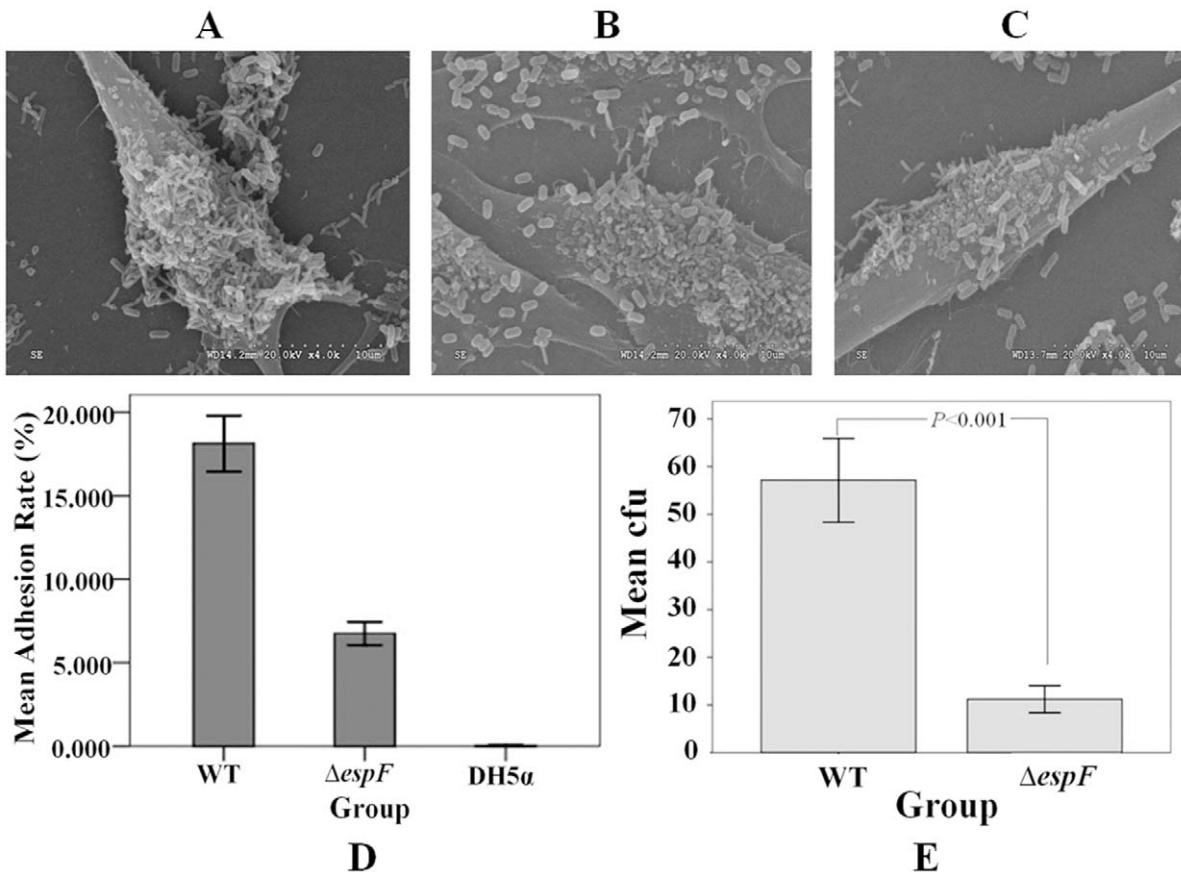 A
B
C
SE
WD14.2mm 20.0kV x4.0k 10um
SE
WD14.2mm 20.0kV x4.0k 10um
SE
WD13.7mm 20.0kV x4.0k 10um
Mean Adhesion Rate (%)
20.000
15.000
10.000
5.000
0.000
WT
ΔespF
DH5α
Group
D
Mean cfu
70
60
50
40
30
20
10
0
P<0.001
WT
ΔespF
Group
E